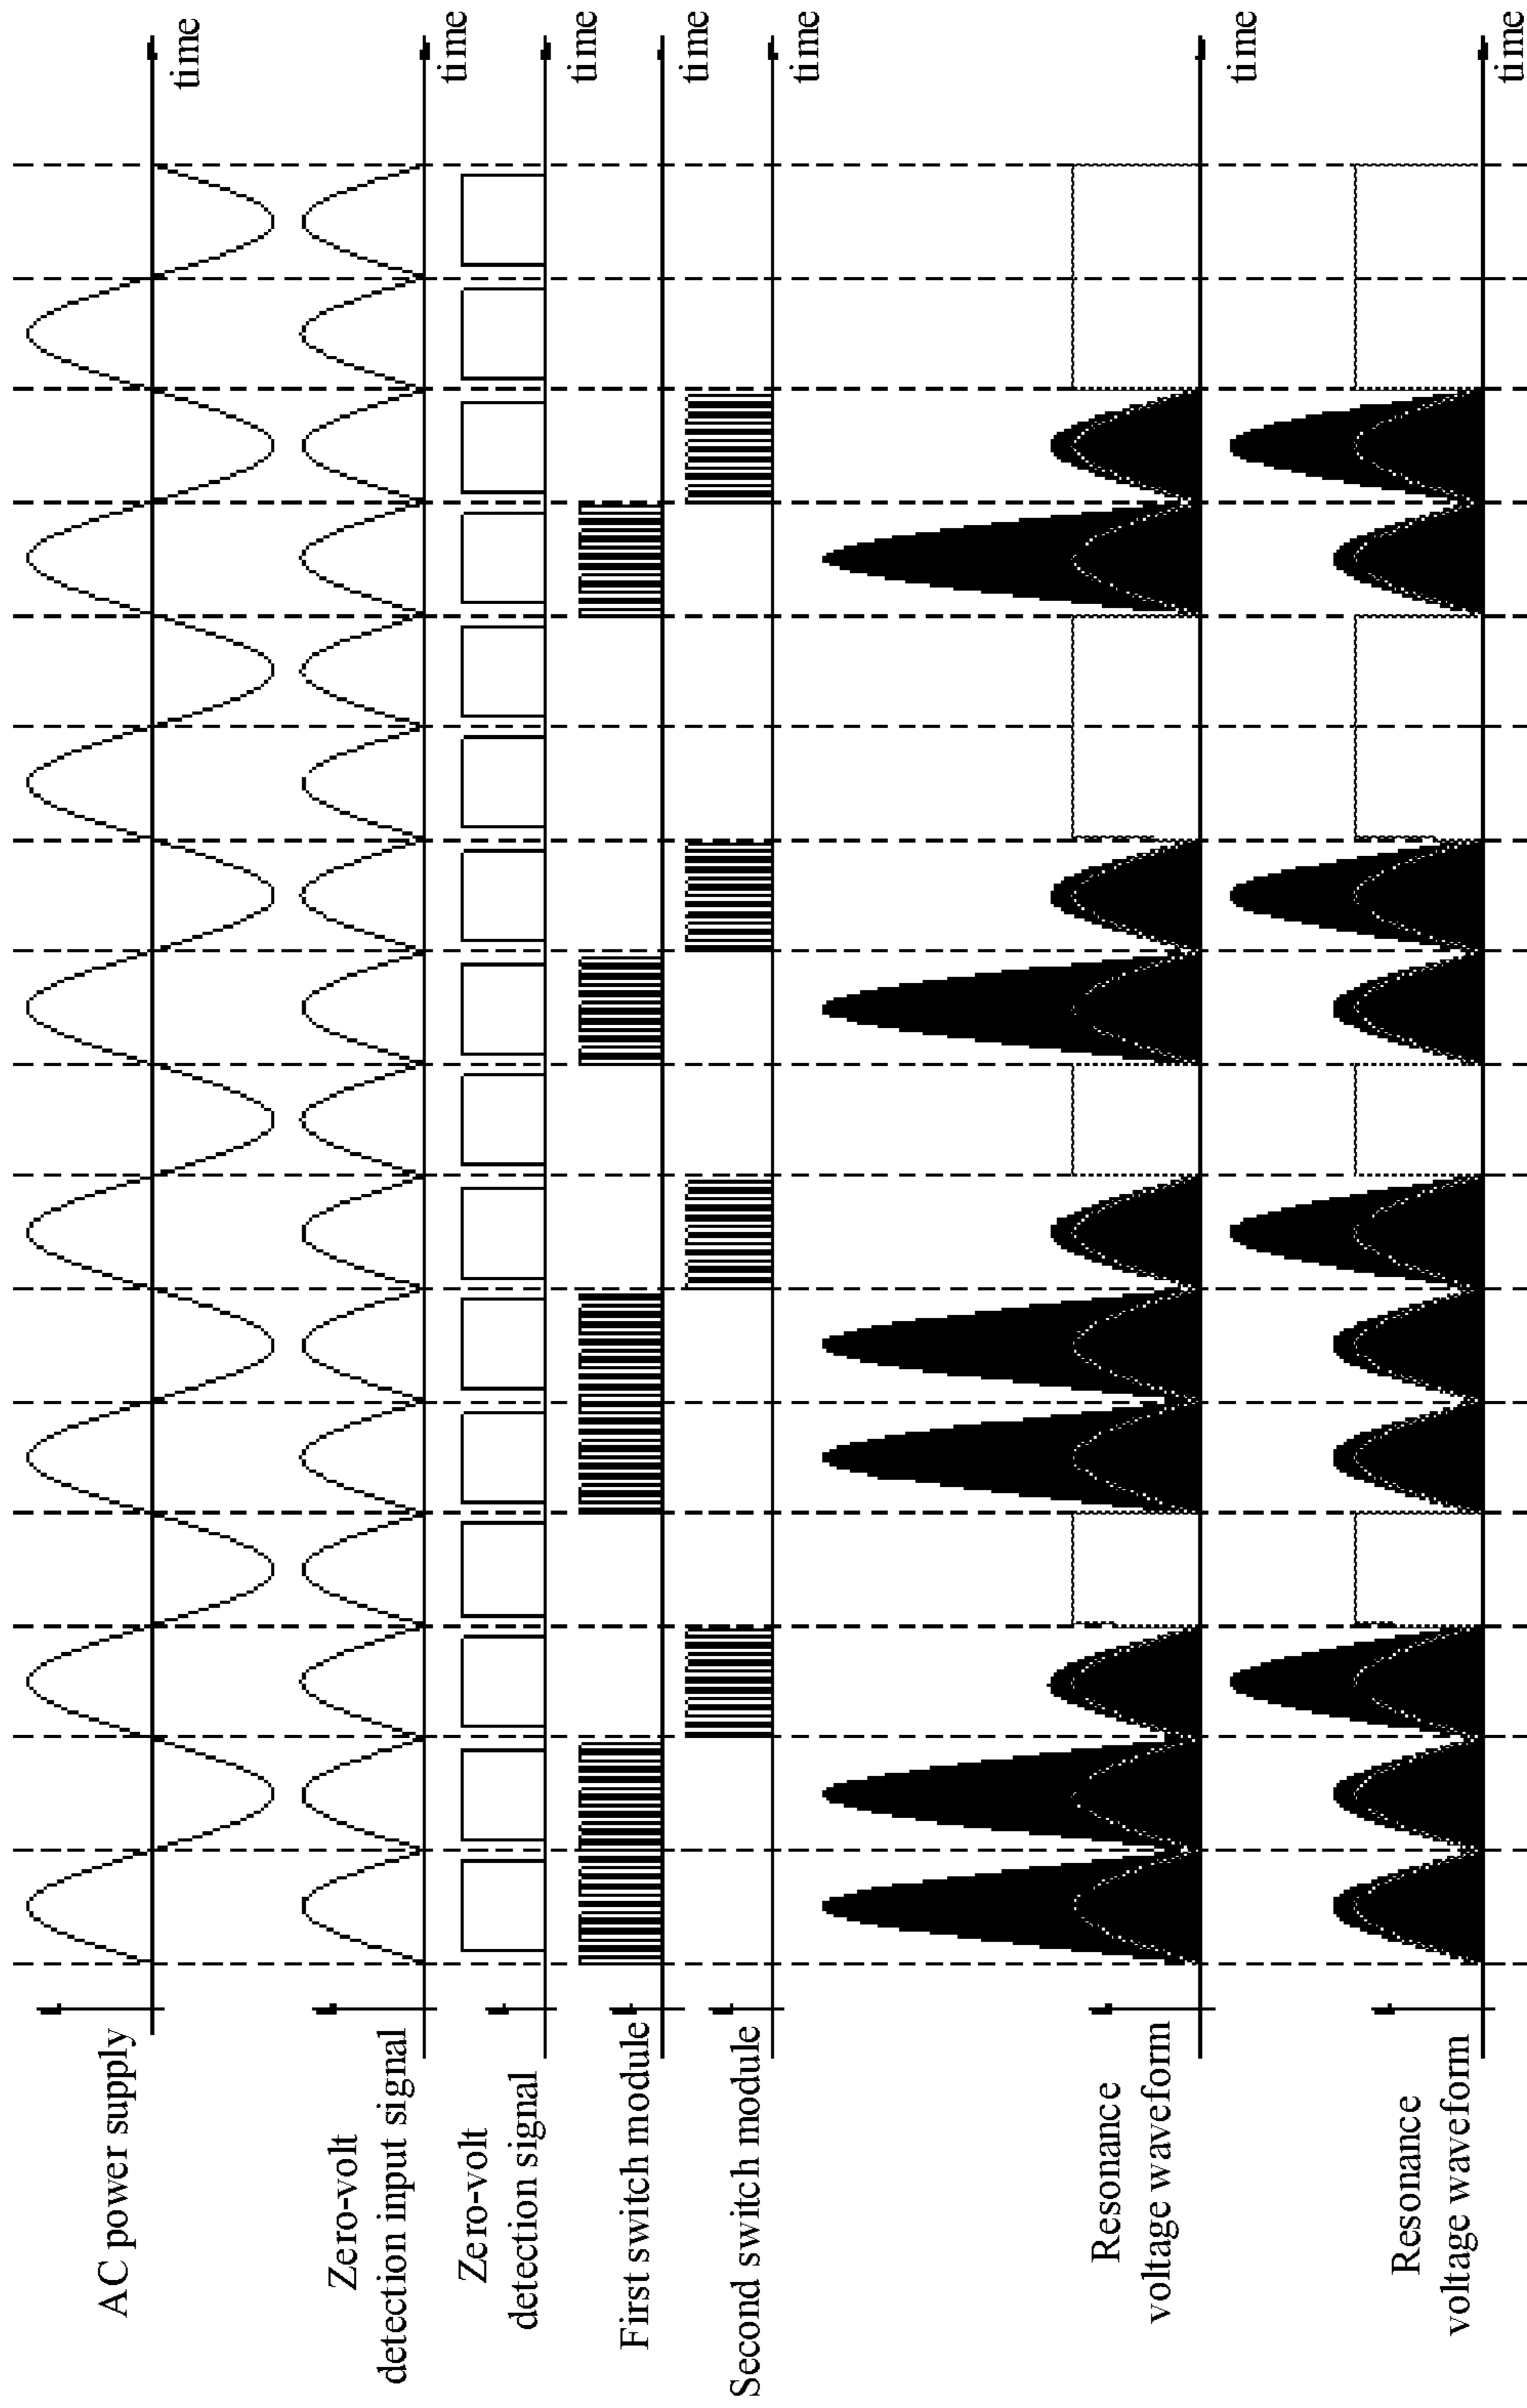 AC power supply
time
Zero-volt
detection input signal
time
Zero-volt
detection signal
time
First switch module
time
Second switch module
time
Resonance
voltage waveform
time
Resonance
voltage waveform
time